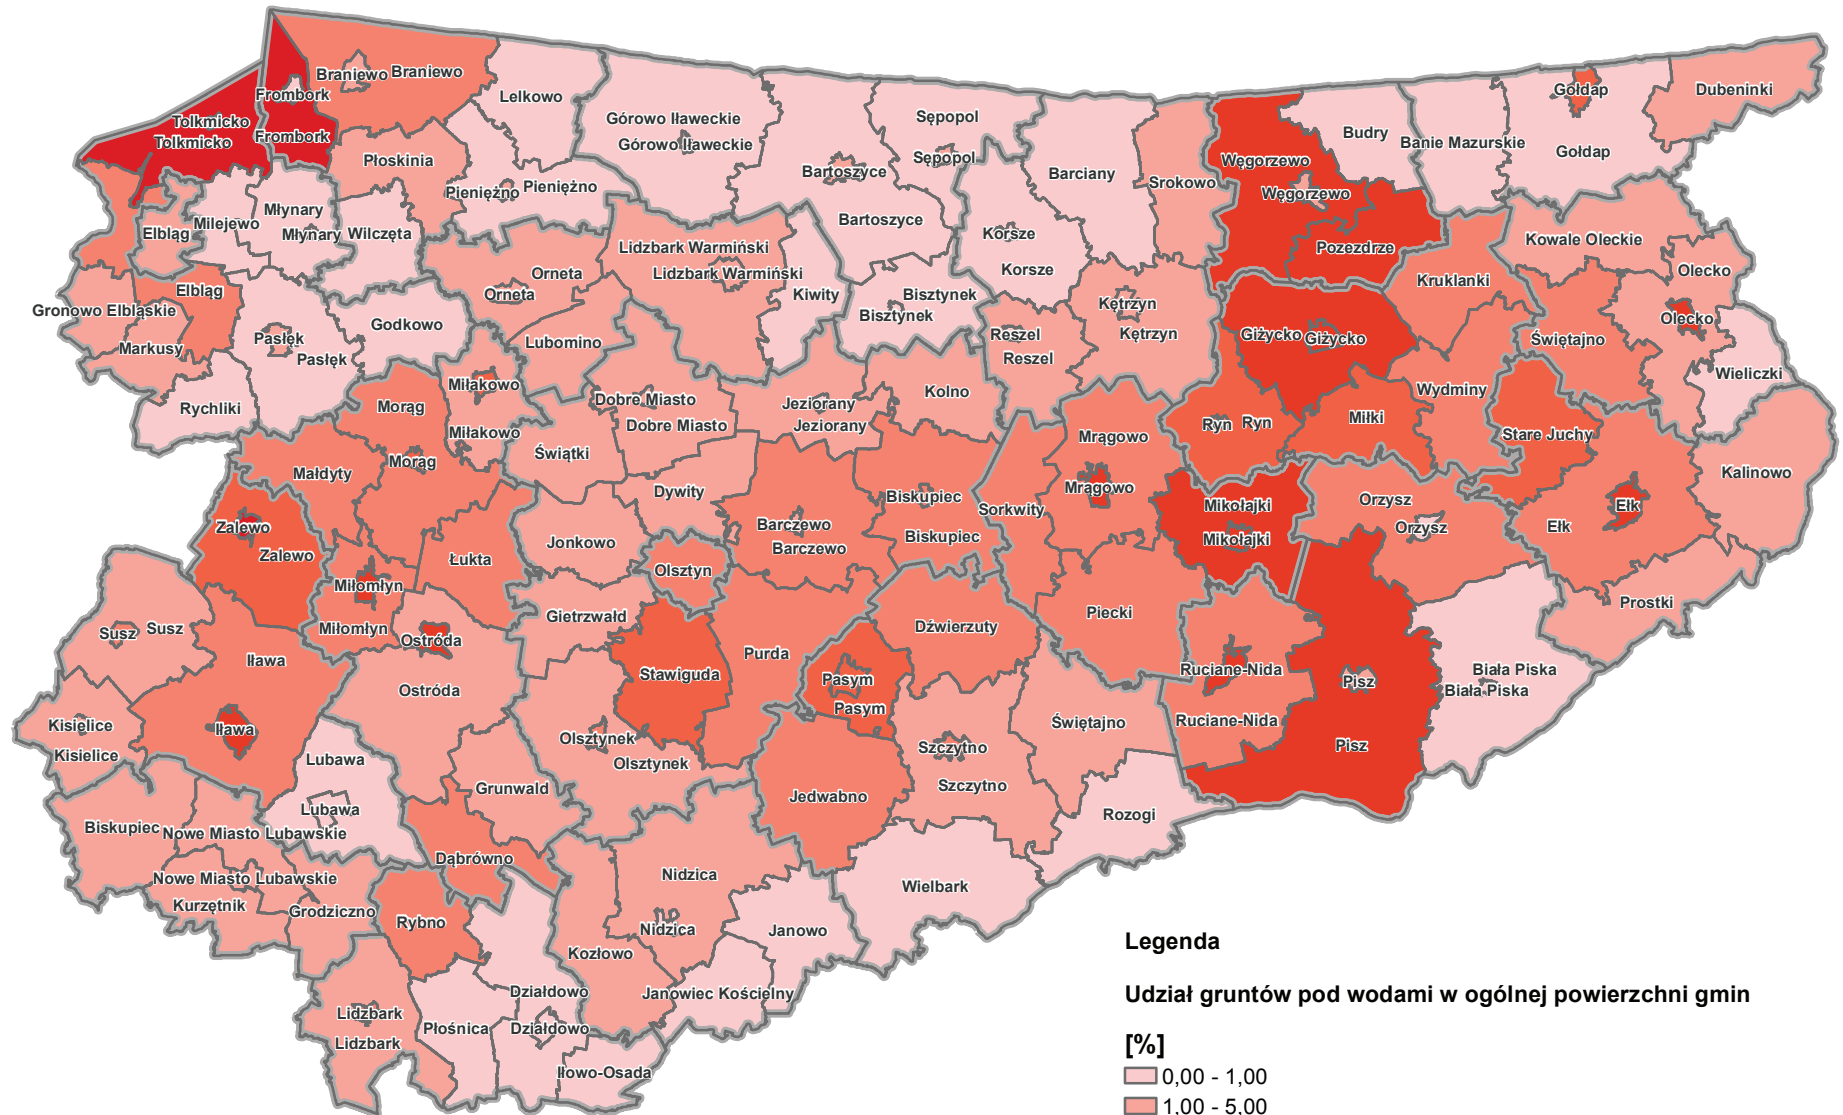 Braniewo Braniewo
Lelkowo
Frombork
Frombork
Tolkmicko
Tolkmicko
Górowo Iławeckie
Górowo Iławeckie
Sępopol
Sępopol
Bartoszyce
Bartoszyce
Barciany
Srokowo
Węgorzewo
Węgorzewo
Budry
Banie Mazurskie
Gołdap
Gołdap
Dubeninki
Płoskinia
Pieniężno
Pieniężno
Młynary
Młynary
Milejewo
Elbląg
Wilczęta
Lidzbark Warmiński
Lidzbark Warmiński
Korsze
Korsze
Pozezdrze
Kowale Oleckie
Olecko
Olecko
Kruklanki
Elbląg
Gronowo Elbląskie
Markusy
Orneta
Orneta
Kiwity
Bisztynek
Bisztynek
Kętrzyn
Kętrzyn
Reszel
Reszel
Giżycko
Giżycko
Świętajno
Wieliczki
Pasłęk
Pasłęk
Godkowo
Lubomino
Rychliki
Morąg
Morąg
Miłakowo
Miłakowo
Dobre Miasto
Dobre Miasto
Jeziorany
Jeziorany
Kolno
Mrągowo
Mrągowo
Ryn
Ryn
Miłki
Wydminy
Stare Juchy
Kalinowo
Małdyty
Świątki
Dywity
Barczewo
Barczewo
Biskupiec
Biskupiec
Sorkwity
Mikołajki
Mikołajki
Orzysz
Orzysz
Ełk
Ełk
Zalewo
Zalewo
Łukta
Jonkowo
Olsztyn
Miłomłyn
Miłomłyn
Ostróda
Ostróda
Gietrzwałd
Stawiguda
Purda
Dźwierzuty
Piecki
Prostki
Susz
Susz
Iława
Iława
Pasym
Pasym
Ruciane-Nida
Ruciane-Nida
Pisz
Pisz
Biała Piska
Biała Piska
Kisielice
Kisielice
Lubawa
Lubawa
Olsztynek
Olsztynek
Szczytno
Szczytno
Świętajno
Grunwald
Jedwabno
Rozogi
Biskupiec
Nowe Miasto Lubawskie
Nowe Miasto Lubawskie
Kurzętnik
Grodziczno
Dąbrówno
Rybno
Nidzica
Nidzica
Wielbark
Janowo
Kozłowo
Janowiec Kościelny
Działdowo
Działdowo
Płośnica
Lidzbark
Lidzbark
Iłowo-Osada
Legenda
Udział gruntów pod wodami w ogólnej powierzchni gmin
[%]
0,00 - 1,00
1,00 - 5,00